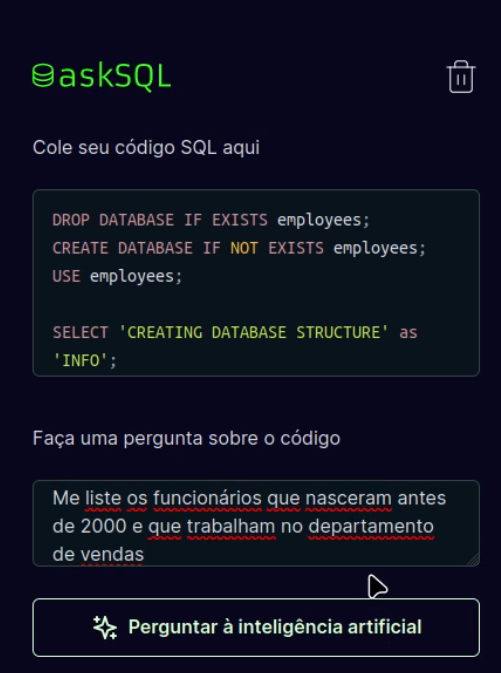 askSQL
Cole seu código SQL aqui
DROP DATABASE IF EXISTS employees;
CREATE DATABASE IF NOT EXISTS employees;
USE employees;
SELECT 'CREATING DATABASE STRUCTURE' as
'INFO';
Faça uma pergunta sobre o código
Me liste os funcionários que nasceram antes
de 2000 e que trabalham no departamento
de vendas
Perguntar à inteligência artificial